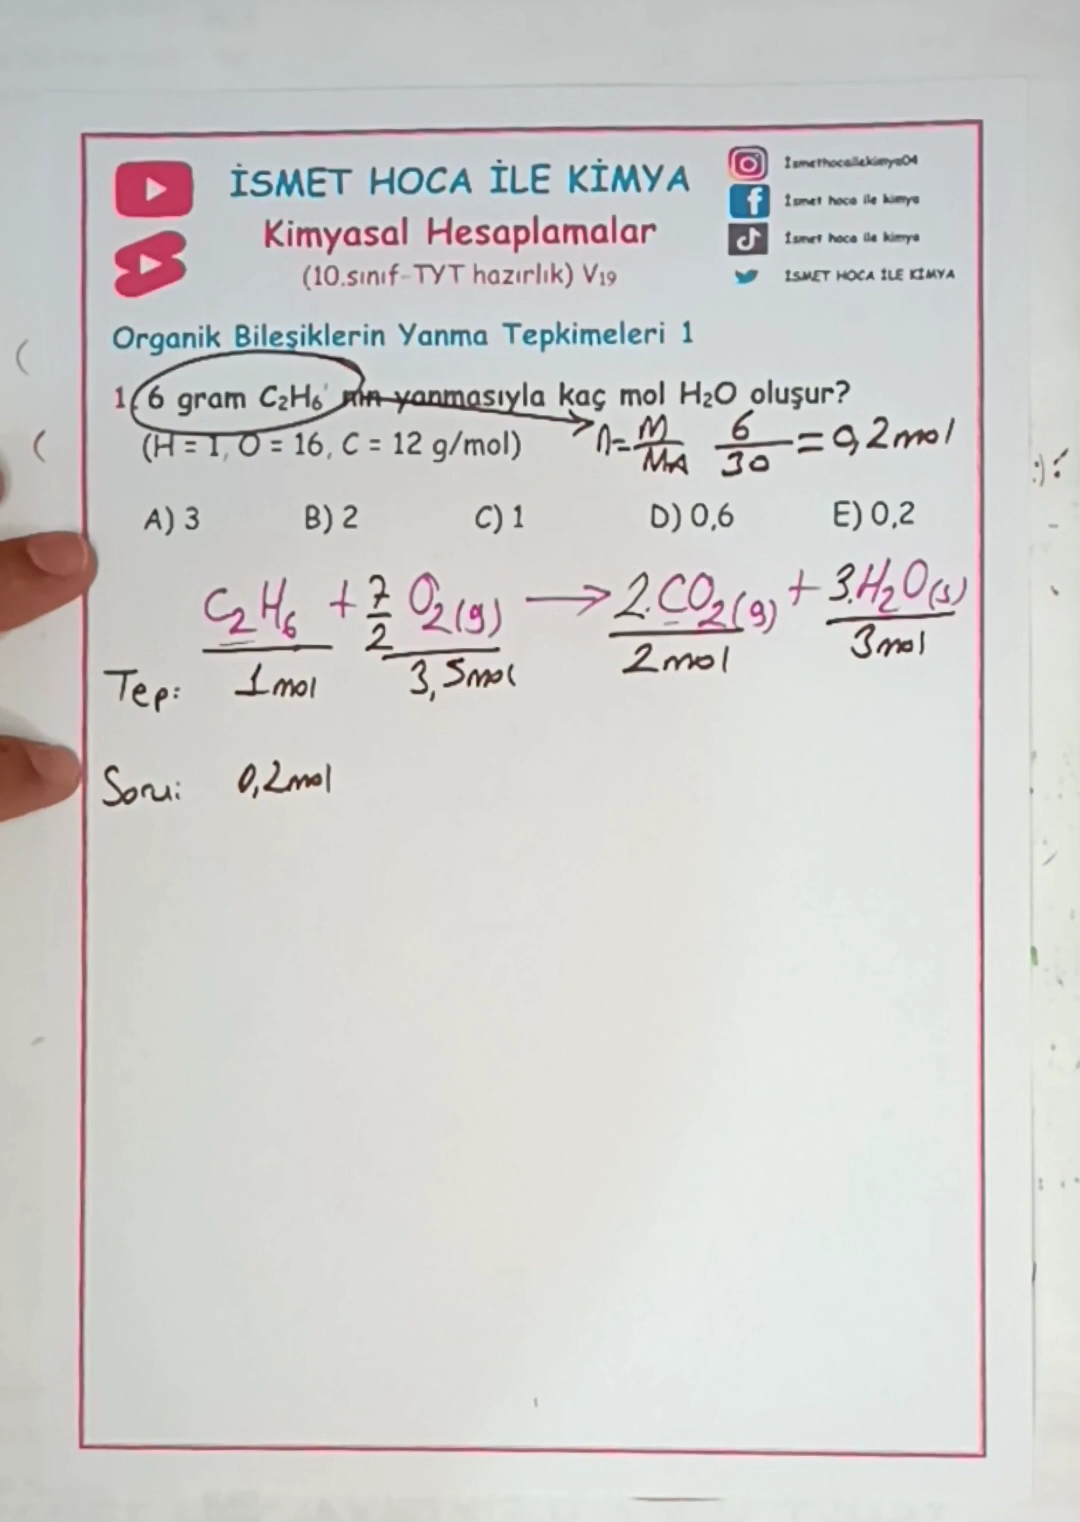 İSMET HOCA İLE KİMYA
Kimyasal Hesaplamalar
(10.sınıf-TYT hazırlık) V19
İsmethocailekimya04
İsmet hoca ile kimya
İsmet hoca ile kimya
İSMET HOCA İLE KİMYA
Organik Bileşiklerin Yanma Tepkimeleri 1
1. 6 gram C₂H₆' nın yanmasıyla kaç mol H₂O oluşur?
(H = 1, O = 16, C = 12 g/mol)
n = M/MA 6/30 = 0,2 mol
A) 3 B) 2 C) 1 D) 0,6 E) 0,2
C₂H₆ + 7/2 O₂(g) → 2.CO₂(g) + 3.H₂O(s)
Tep: 1 mol 3,5 mol 2 mol 3 mol
Soru: 0,2 mol
1